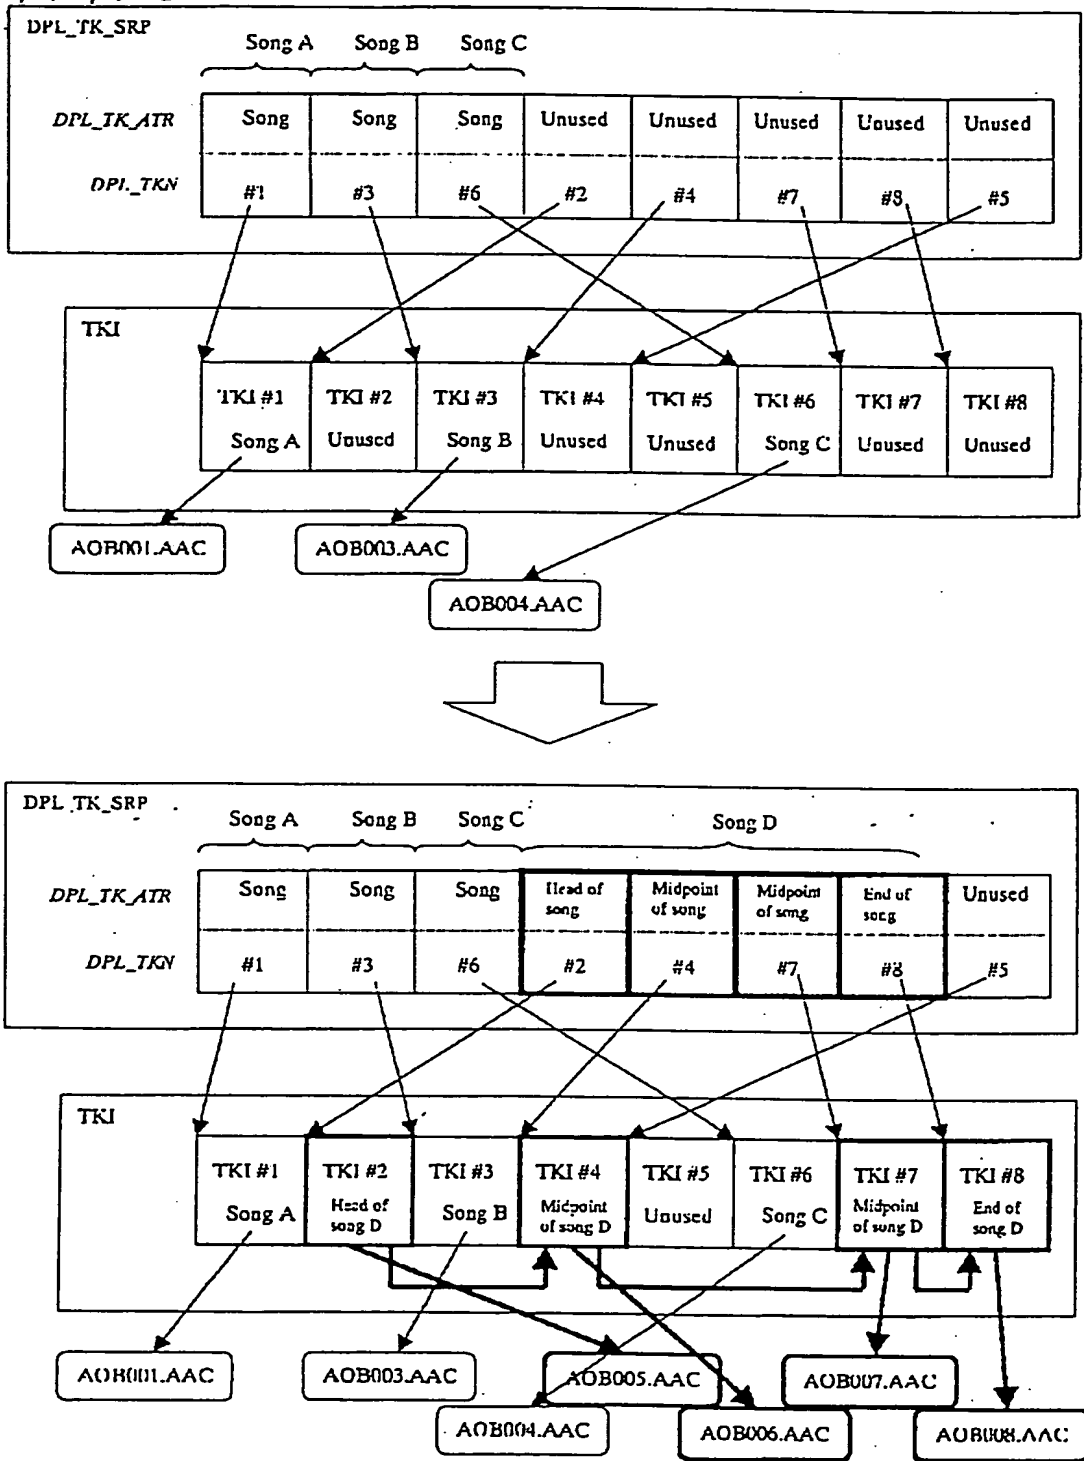 DPL_TK_SRP
Song A Song B Song C
DPL_TK_ATR Song Song Song Unused Unused Unused Unused Unused
DPL_TKN #1 #3 #6 #2 #4 #7 #8 #5
TKI
TKI #1 TKI #2 TKI #3 TKI #4 TKI #5 TKI #6 TKI #7 TKI #8
Song A Unused Song B Unused Unused Song C Unused Unused
AOB001.AAC AOB003.AAC
AOB004.AAC
DPL_TK_SRP
Song A Song B Song C Song D
DPL_TK_ATR Song Song Song Head of song Midpoint of song Midpoint of song End of song Unused
DPL_TKN #1 #3 #6 #2 #4 #7 #8 #5
TKI
TKI #1 TKI #2 TKI #3 TKI #4 TKI #5 TKI #6 TKI #7 TKI #8
Song A Head of song D Song B Midpoint of song D Unused Song C Midpoint of song D End of song D
AOB001.AAC AOB003.AAC AOB005.AAC AOB007.AAC
AOB004.AAC AOB006.AAC AOB008.AAC